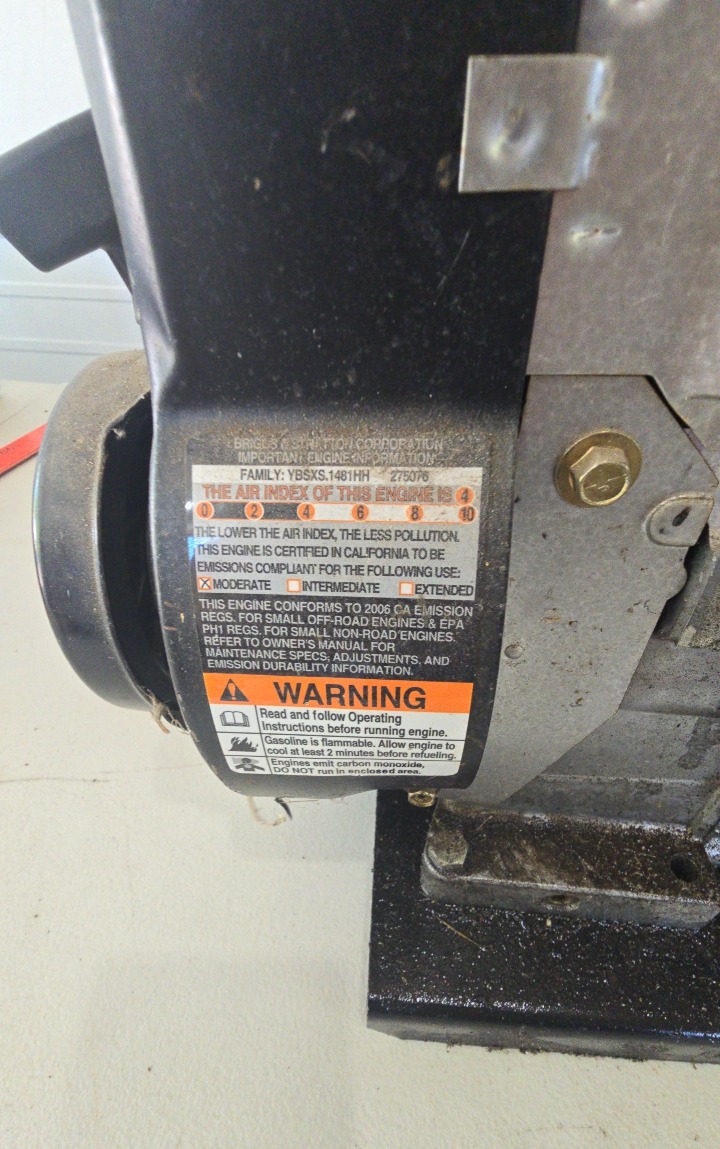 BRIGGS & STRATTON CORPORATION
IMPORTANT ENGINE INFORMATION
FAMILY: YBSXS.1481HH 275076
THE AIR INDEX OF THIS ENGINE IS 4
0 2 4 6 8 10
THE LOWER THE AIR INDEX, THE LESS POLLUTION.
THIS ENGINE IS CERTIFIED IN CALIFORNIA TO BE
EMISSIONS COMPLIANT FOR THE FOLLOWING USE:
☒ MODERATE ☐ INTERMEDIATE ☐ EXTENDED
THIS ENGINE CONFORMS TO 2006 CA EMISSION
REGS. FOR SMALL OFF-ROAD ENGINES & EPA
PH1 REGS. FOR SMALL NON-ROAD ENGINES.
REFER TO OWNER'S MANUAL FOR
MAINTENANCE SPECS, ADJUSTMENTS, AND
EMISSION DURABILITY INFORMATION.
WARNING
Read and follow Operating
Instructions before running engine.
Gasoline is flammable. Allow engine to
cool at least 2 minutes before refueling.
Engines emit carbon monoxide,
DO NOT run in enclosed area.